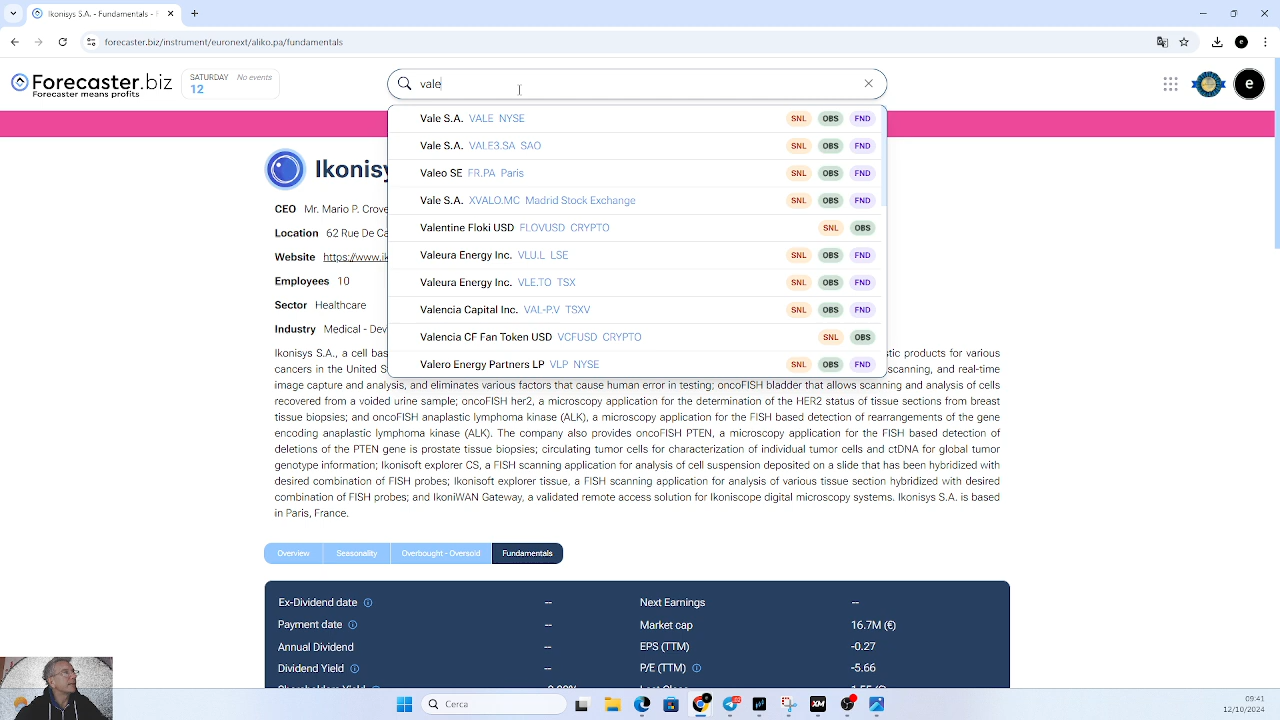 Ikonisys S.A. - Fundamentals - F
forecaster.biz/instrument/euronext/aliko.pa/fundamentals
e
Forecaster.biz
Forecaster means profits
SATURDAY
No events
12
vale
e
Vale S.A. VALE NYSE SNL OBS FND
Vale S.A. VALE3.SA SAO SNL OBS FND
Valeo SE FR.PA Paris SNL OBS FND
Vale S.A. XVALO.MC Madrid Stock Exchange SNL OBS FND
Valentine Floki USD FLOVUSD CRYPTO SNL OBS
Valeura Energy Inc. VLU.L LSE SNL OBS FND
Valeura Energy Inc. VLE.TO TSX SNL OBS FND
Valencia Capital Inc. VAL-P.V TSXV SNL OBS FND
Valencia CF Fan Token USD VCFUSD CRYPTO SNL OBS
Valero Energy Partners LP VLP NYSE SNL OBS FND
Ikonisy
CEO Mr. Mario P. Crove
Location 62 Rue De Ca
Website https://www.ik
Employees 10
Sector Healthcare
Industry Medical - Dev
Ikonisys S.A., a cell bas stic products for various
cancers in the United S scanning, and real-time
image capture and analysis, and eliminates various factors that cause human error in testing; oncoFISH bladder that allows scanning and analysis of cells
recovered from a voided urine sample; oncoFISH her2, a microscopy application for the determination of the HER2 status of tissue sections from breast
tissue biopsies; and oncoFISH anaplastic lymphoma kinase (ALK), a microscopy application for the FISH based detection of rearrangements of the gene
encoding anaplastic lymphoma kinase (ALK). The company also provides oncoFISH PTEN, a microscopy application for the FISH based detection of
deletions of the PTEN gene is prostate tissue biopsies; circulating tumor cells for characterization of individual tumor cells and ctDNA for global tumor
genotype information; Ikonisoft explorer CS, a FISH scanning application for analysis of cell suspension deposited on a slide that has been hybridized with
desired combination of FISH probes; Ikonisoft explorer tissue, a FISH scanning application for analysis of various tissue section hybridized with desired
combination of FISH probes; and IkoniWAN Gateway, a validated remote access solution for Ikoniscope digital microscopy systems. Ikonisys S.A. is based
in Paris, France.
Overview Seasonality Overbought - Oversold Fundamentals
Ex-Dividend date -- Next Earnings --
Payment date -- Market cap 16.7M (€)
Annual Dividend -- EPS (TTM) -0.27
Dividend Yield -- P/E (TTM) -5.66
Cerca
09:41
12/10/2024